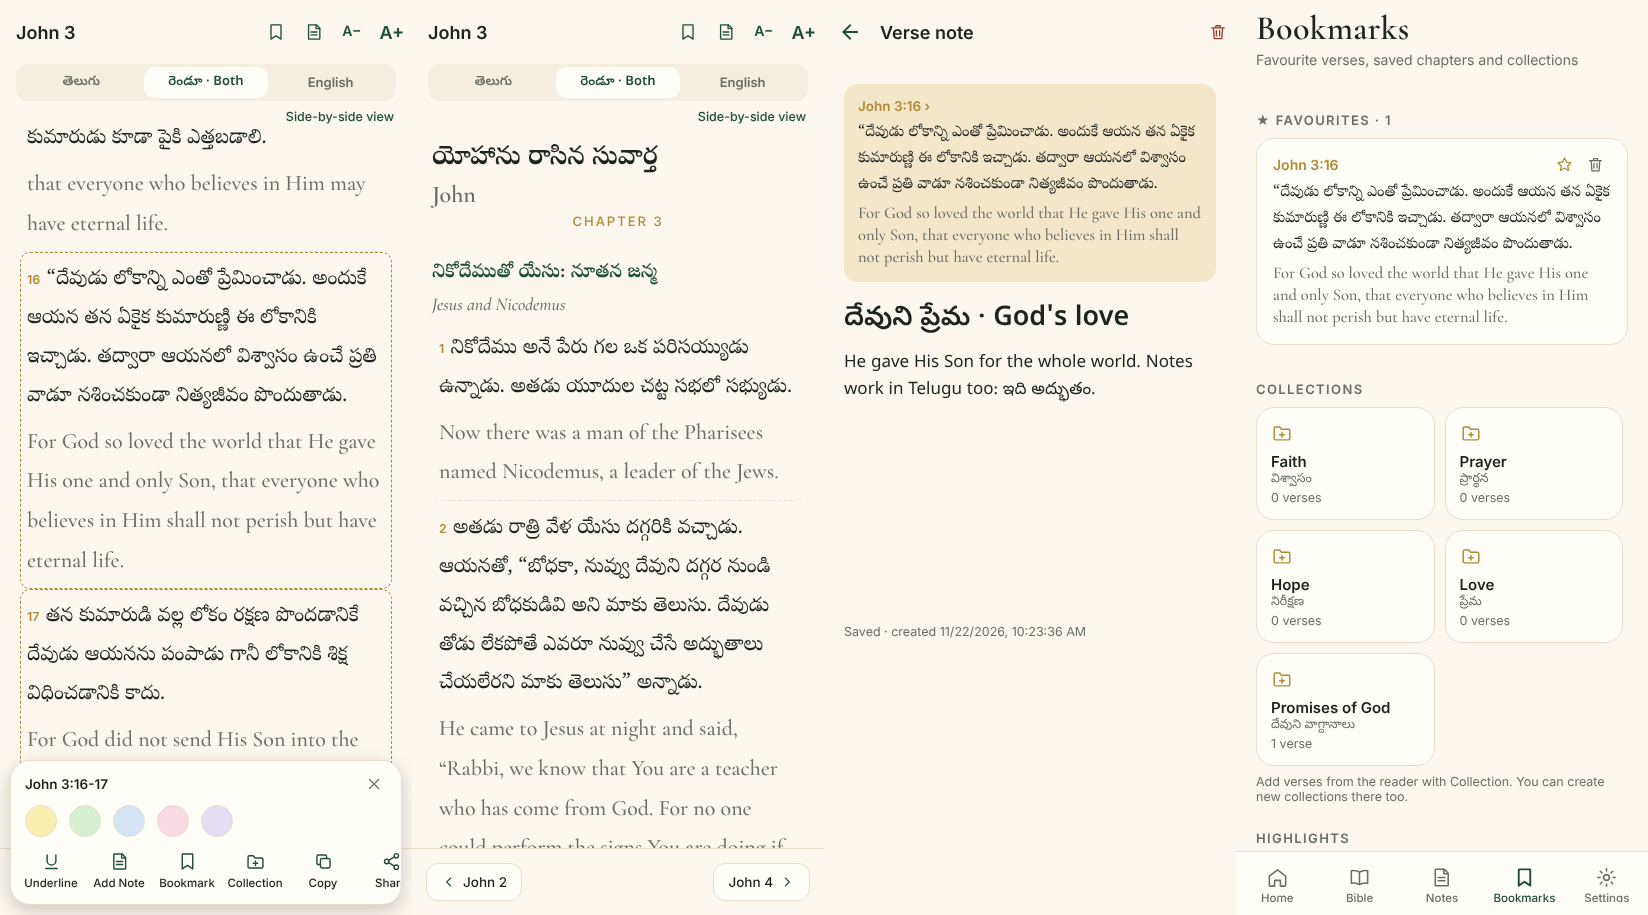 John 3
A−
A+
తెలుగు
రెండూ · Both
English
Side-by-side view
కుమారుడు కూడా పైకి ఎత్తబడాలి.
that everyone who believes in Him may
have eternal life.
16 “దేవుడు లోకాన్ని ఎంతో ప్రేమించాడు. అందుకే
ఆయన తన ఏకైక కుమారుణ్ణి ఈ లోకానికి
ఇచ్చాడు. తద్వారా ఆయనలో విశ్వాసం ఉంచే ప్రతి
వాడూ నశించకుండా నిత్యజీవం పొందుతాడు.
For God so loved the world that He gave
His one and only Son, that everyone who
believes in Him shall not perish but have
eternal life.
17 తన కుమారుడి వల్ల లోకం రక్షణ పొందడానికే
దేవుడు ఆయనను పంపాడు గానీ లోకానికి శిక్ష
విధించడానికి కాదు.
For God did not send His Son into the
John 3:16-17
Underline
Add Note
Bookmark
Collection
Copy
Shar
John 3
A−
A+
తెలుగు
రెండూ · Both
English
Side-by-side view
యోహాను రాసిన సువార్త
John
CHAPTER 3
నికోదేముతో యేసు: నూతన జన్మ
Jesus and Nicodemus
1 నికోదేము అనే పేరు గల ఒక పరిసయ్యుడు
ఉన్నాడు. అతడు యూదుల చట్ట సభలో సభ్యుడు.
Now there was a man of the Pharisees
named Nicodemus, a leader of the Jews.
2 అతడు రాత్రి వేళ యేసు దగ్గరికి వచ్చాడు.
ఆయనతో, “బోధకా, నువ్వు దేవుని దగ్గర నుండి
వచ్చిన బోధకుడివి అని మాకు తెలుసు. దేవుడు
తోడు లేకపోతే ఎవరూ నువ్వు చేసే అద్భుతాలు
చేయలేరని మాకు తెలుసు” అన్నాడు.
He came to Jesus at night and said,
“Rabbi, we know that You are a teacher
who has come from God. For no one
could perform the signs You are doing if
John 2
John 4
Verse note
John 3:16 ›
“దేవుడు లోకాన్ని ఎంతో ప్రేమించాడు. అందుకే ఆయన తన ఏకైక
కుమారుణ్ణి ఈ లోకానికి ఇచ్చాడు. తద్వారా ఆయనలో విశ్వాసం
ఉంచే ప్రతి వాడూ నశించకుండా నిత్యజీవం పొందుతాడు.
For God so loved the world that He gave His one and
only Son, that everyone who believes in Him shall
not perish but have eternal life.
దేవుని ప్రేమ · God's love
He gave His Son for the whole world. Notes
work in Telugu too: ఇది అద్భుతం.
Saved · created 11/22/2026, 10:23:36 AM
Bookmarks
Favourite verses, saved chapters and collections
★ FAVOURITES · 1
John 3:16
“దేవుడు లోకాన్ని ఎంతో ప్రేమించాడు. అందుకే ఆయన తన ఏకైక
కుమారుణ్ణి ఈ లోకానికి ఇచ్చాడు. తద్వారా ఆయనలో విశ్వాసం
ఉంచే ప్రతి వాడూ నశించకుండా నిత్యజీవం పొందుతాడు.
For God so loved the world that He gave His one
and only Son, that everyone who believes in Him
shall not perish but have eternal life.
COLLECTIONS
Faith
విశ్వాసం
0 verses
Prayer
ప్రార్థన
0 verses
Hope
నిరీక్షణ
0 verses
Love
ప్రేమ
0 verses
Promises of God
దేవుని వాగ్దానాలు
1 verse
Add verses from the reader with Collection. You can create
new collections there too.
HIGHLIGHTS
Home
Bible
Notes
Bookmarks
Settings